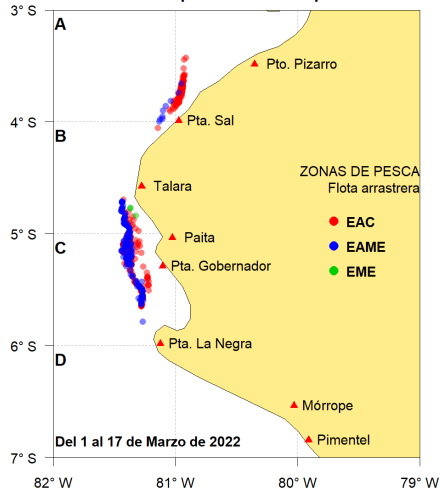 3° S
A
Pto. Pizarro
4° S
Pta. Sal
B
ZONAS DE PESCA
Flota arrastrera
Talara
EAC
5° S
Paita
EAME
C
Pta. Gobernador
EME
6° S
Pta. La Negra
D
Mórrope
Del 1 al 17 de Marzo de 2022
Pimentel
7° S
82° W
81° W
80° W
79° W